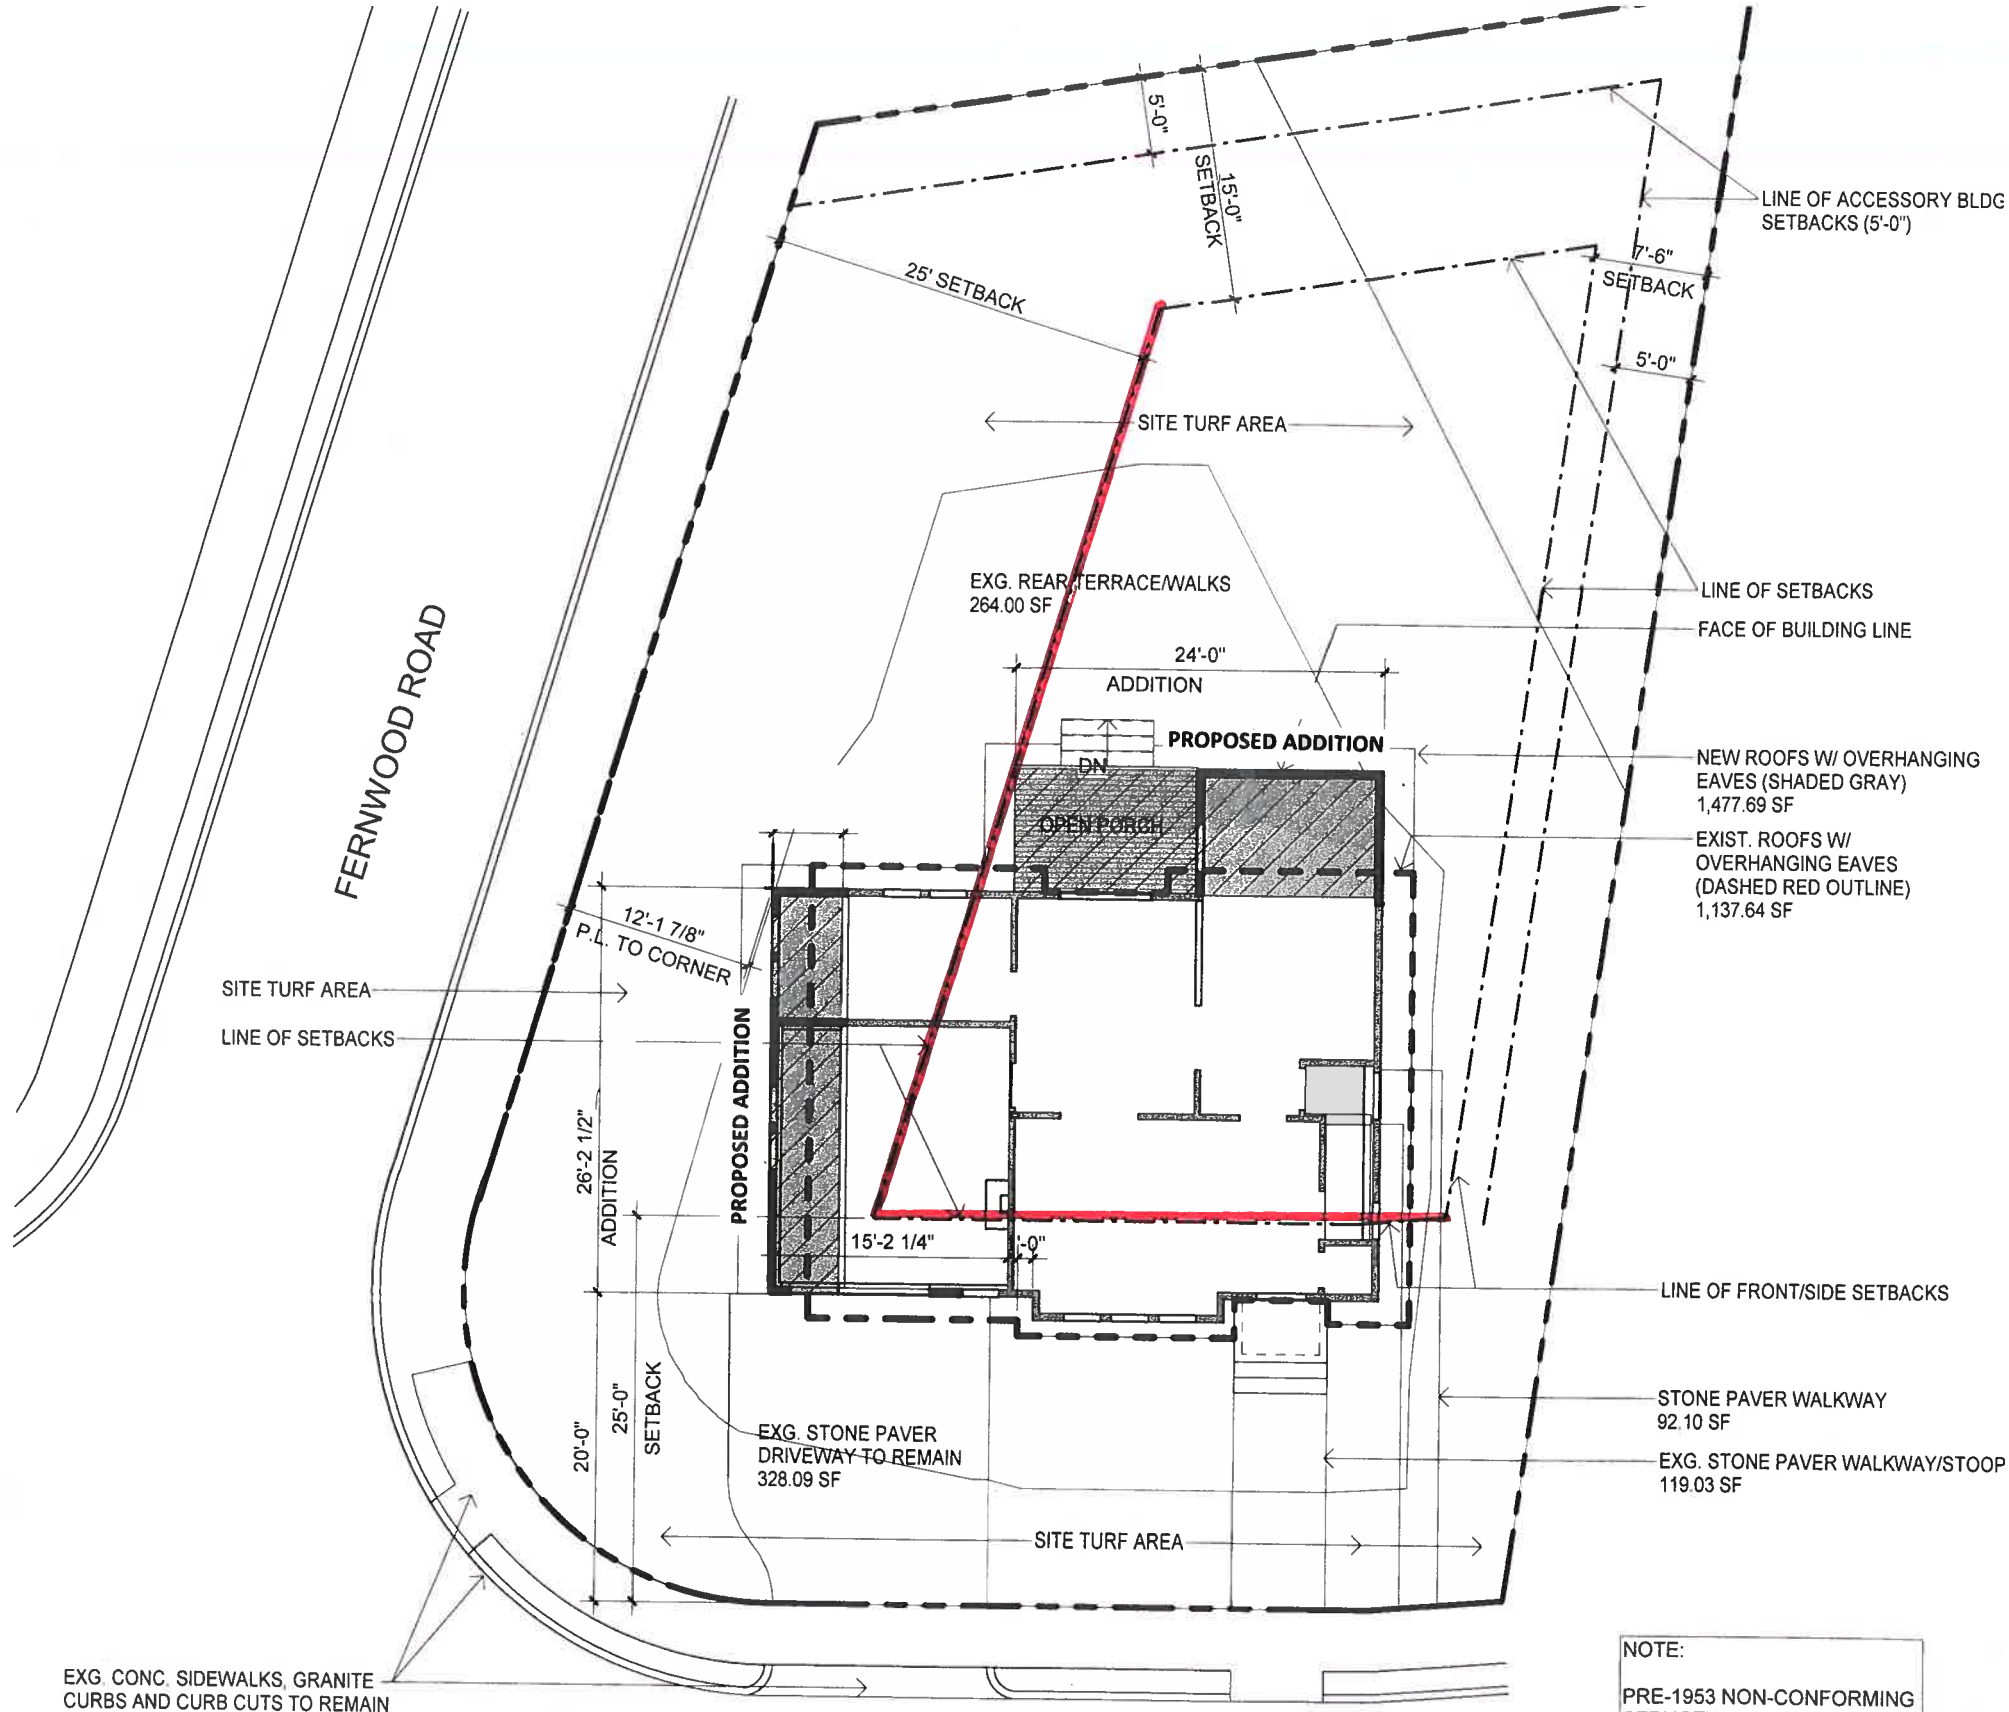 5'-0"
15'-0"
SETBACK
LINE OF ACCESSORY BLDG
SETBACKS (5'-0")
25' SETBACK
7'-6"
SETBACK
5'-0"
SITE TURF AREA
EXG. REAR TERRACE/WALKS
264.00 SF
LINE OF SETBACKS
FACE OF BUILDING LINE
24'-0"
ADDITION
FERNWOOD ROAD
PROPOSED ADDITION
DN
NEW ROOFS W/ OVERHANGING
EAVES (SHADED GRAY)
1,477.69 SF
OPEN PORCH
EXIST. ROOFS W/
OVERHANGING EAVES
(DASHED RED OUTLINE)
1,137.64 SF
12'-1 7/8"
P.L. TO CORNER
SITE TURF AREA
LINE OF SETBACKS
PROPOSED ADDITION
26'-2 1/2"
ADDITION
15'-2 1/4"
'-0"
LINE OF FRONT/SIDE SETBACKS
20'-0"
25'-0"
SETBACK
STONE PAVER WALKWAY
92.10 SF
EXG. STONE PAVER
DRIVEWAY TO REMAIN
328.09 SF
EXG. STONE PAVER WALKWAY/STOOP
119.03 SF
SITE TURF AREA
EXG. CONC. SIDEWALKS, GRANITE
CURBS AND CURB CUTS TO REMAIN
NOTE:
PRE-1953 NON-CONFORMING